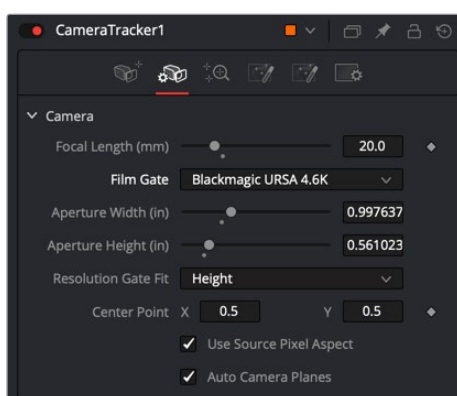 CameraTracker1
Camera
Focal Length (mm) 20.0
Film Gate Blackmagic URSA 4.6K
Aperture Width (in) 0.997637
Aperture Height (in) 0.561023
Resolution Gate Fit Height
Center Point X 0.5 Y 0.5
Use Source Pixel Aspect
Auto Camera Planes